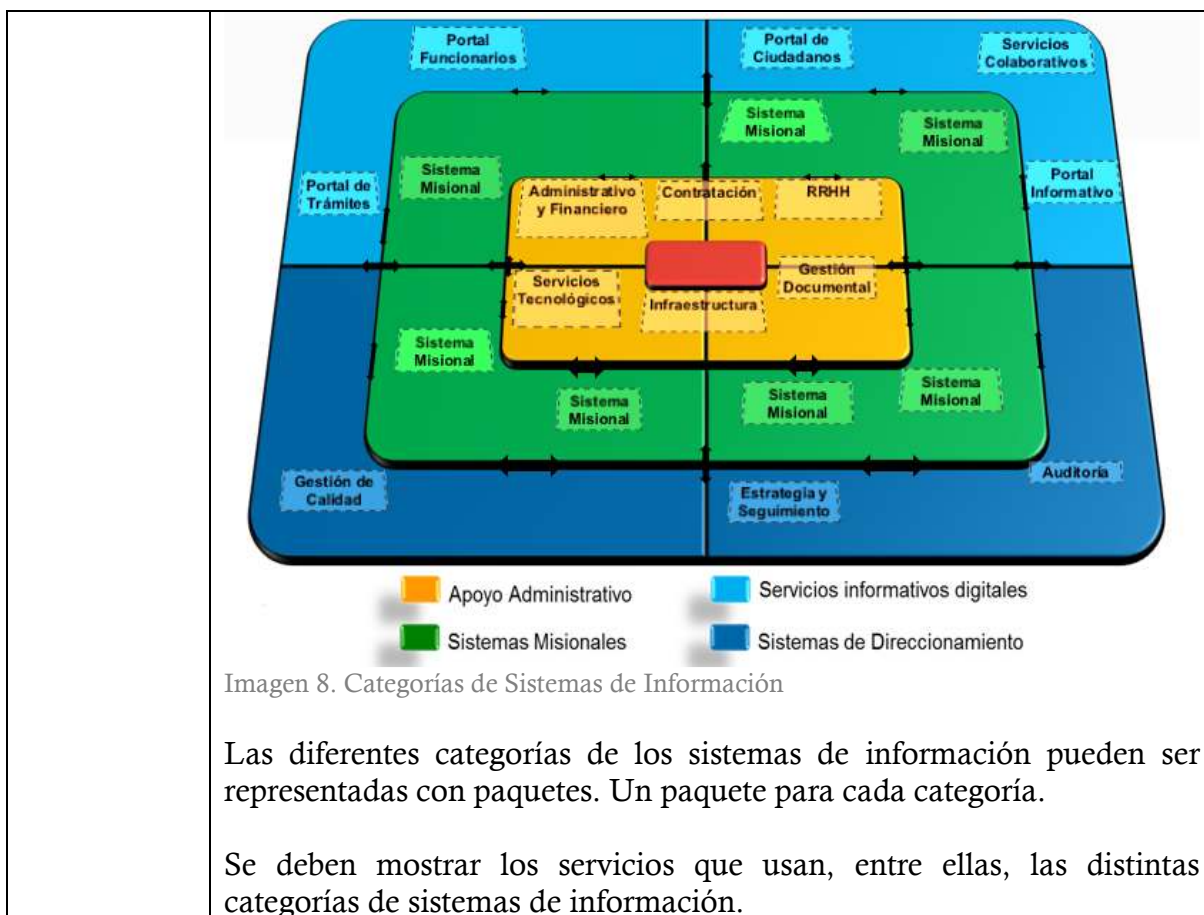 Portal
Funcionarios
Portal de
Ciudadanos
Servicios
Colaborativos
Sistema
Misional
Sistema
Misional
Sistema
Misional
Portal de
Trámites
Portal
Informativo
Administrativo
y Financiero
Contratación
RRHH
Servicios
Tecnológicos
Infraestructura
Gestión
Documental
Sistema
Misional
Sistema
Misional
Sistema
Misional
Sistema
Misional
Gestión de
Calidad
Estrategia y
Seguimiento
Auditoría
Apoyo Administrativo
Servicios informativos digitales
Sistemas Misionales
Sistemas de Direccionamiento
Imagen 8. Categorías de Sistemas de Información
Las diferentes categorías de los sistemas de información pueden ser
representadas con paquetes. Un paquete para cada categoría.
Se deben mostrar los servicios que usan, entre ellas, las distintas
categorías de sistemas de información.